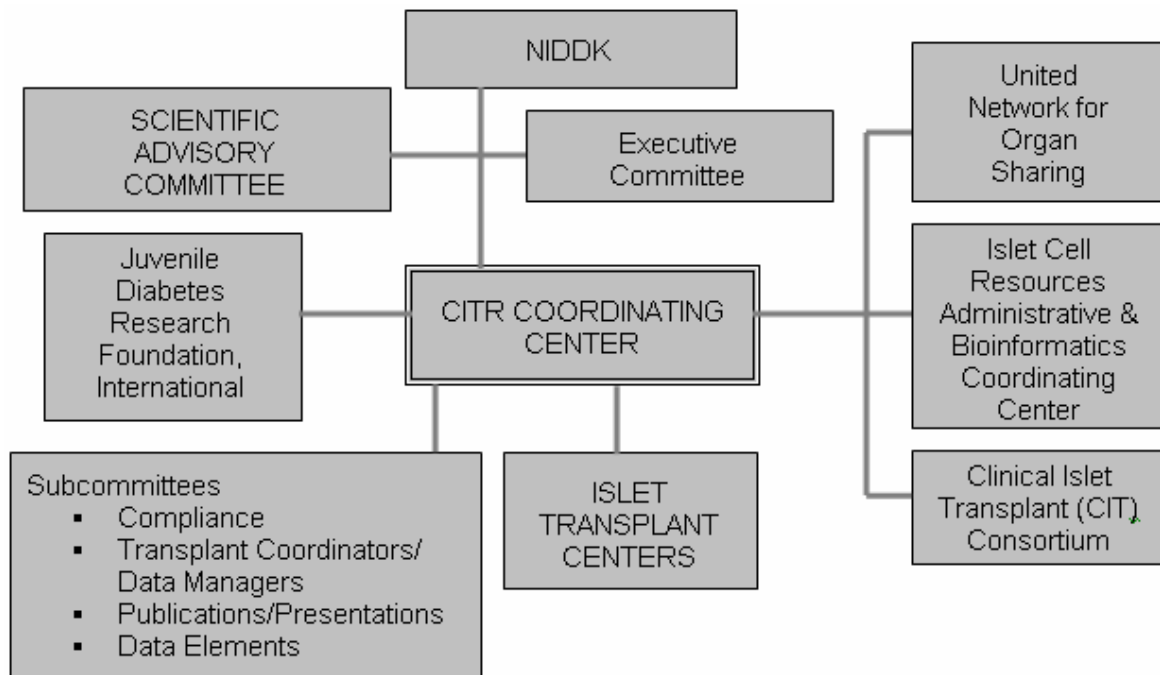 NIDDK
SCIENTIFIC
ADVISORY
COMMITTEE
Executive
Committee
United
Network for
Organ
Sharing
Juvenile
Diabetes
Research
Foundation,
International
CITR COORDINATING
CENTER
Islet Cell
Resources
Administrative &
Bioinformatics
Coordinating
Center
Subcommittees
▪ Compliance
▪ Transplant Coordinators/
Data Managers
▪ Publications/Presentations
▪ Data Elements
ISLET
TRANSPLANT
CENTERS
Clinical Islet
Transplant (CIT)
Consortium